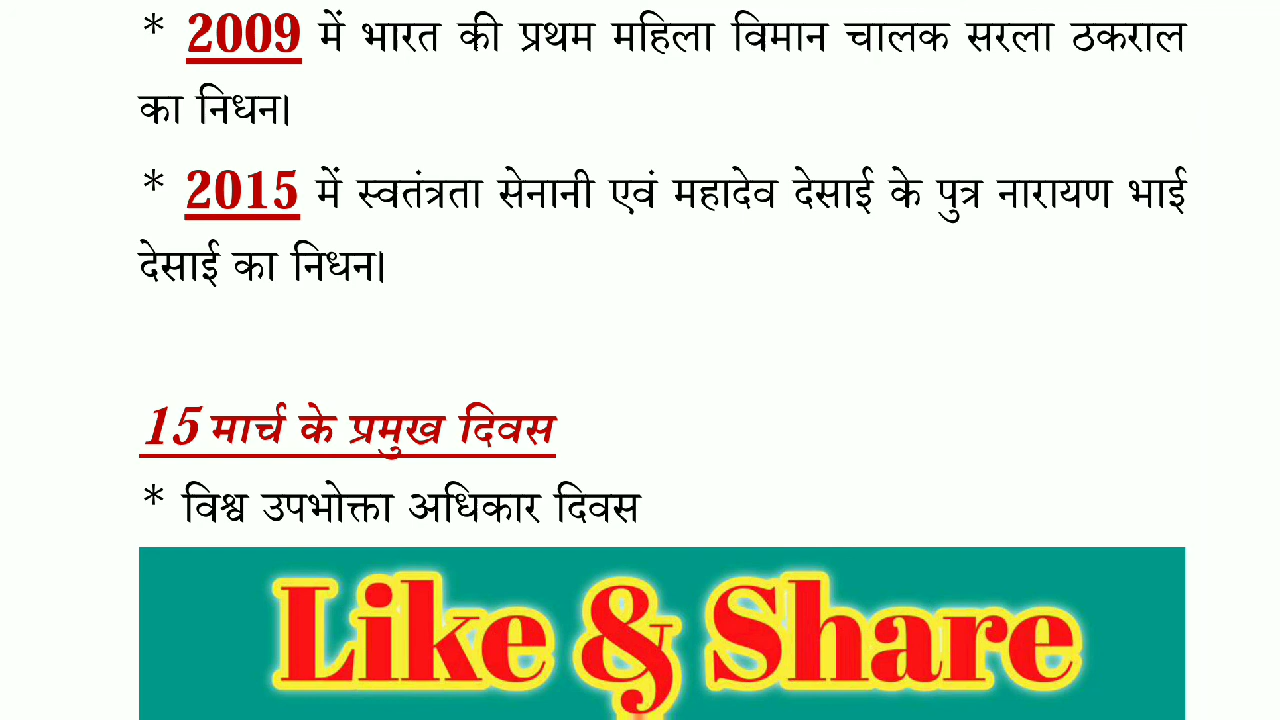 * 2009 में भारत की प्रथम महिला विमान चालक सरला ठकराल
का निधन।
* 2015 में स्वतंत्रता सेनानी एवं महादेव देसाई के पुत्र नारायण भाई
देसाई का निधन।
15 मार्च के प्रमुख दिवस
* विश्व उपभोक्ता अधिकार दिवस
Like & Share